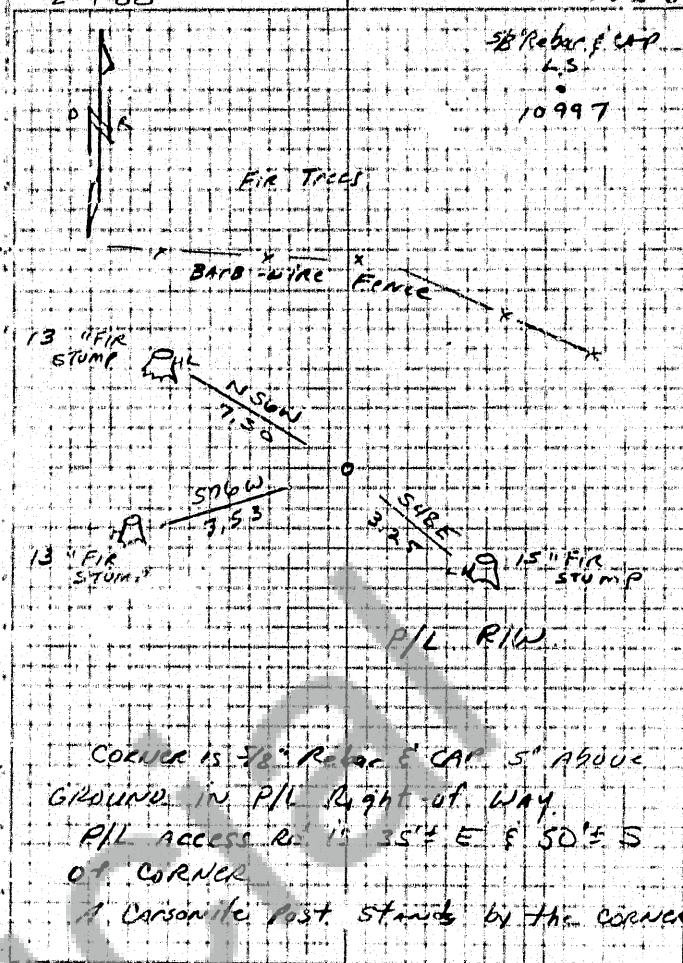 5/8" Rebar & CAP
L.S.
10997
Fir Trees
BARB-wire Fence
13 "FIR
STUMP
N56W
7.50
S76W
7.53
13 "FIR
STUMP
S48E
3.25
15 "FIR
STUMP
P/L R/W
CORNER is 5/8" Rebar & CAP 5" Above
GROUND IN P/L Right of WAY.
P/L ACCESS Rd is 35'± E & 50'± S
Of CORNER
A Carsonite Post Stands by the CORNER